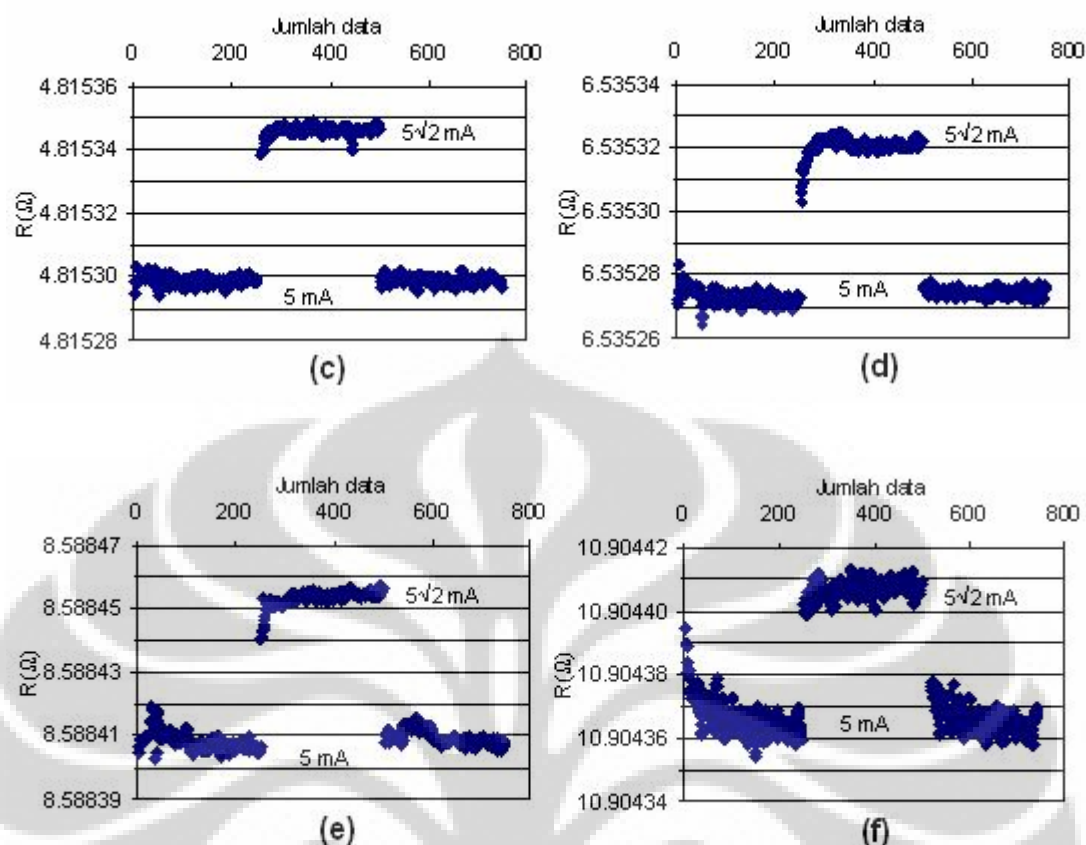 Jumlah data
0 200 400 600 800
4.81536
4.81534
4.81532
4.81530
4.81528
R(Ω)
5√2 mA
5 mA
(c)
Jumlah data
0 200 400 600 800
6.53534
6.53532
6.53530
6.53528
6.53526
R(Ω)
5√2 mA
5 mA
(d)
Jumlah data
0 200 400 600 800
8.58847
8.58845
8.58843
8.58841
8.58839
R(Ω)
5√2 mA
5 mA
(e)
Jumlah data
0 200 400 600 800
10.90442
10.90440
10.90438
10.90436
10.90434
R(Ω)
5√2 mA
5 mA
(f)